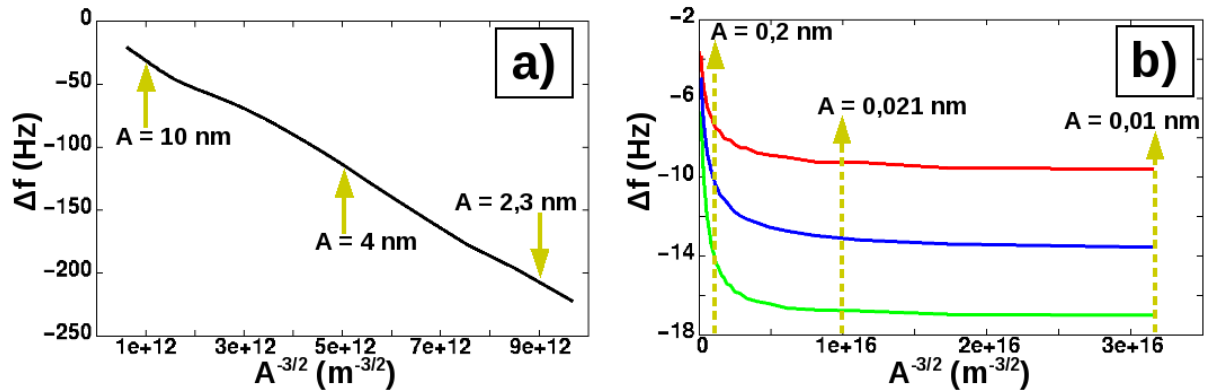 a)
0
−50
−100
−150
−200
−250
Δf (Hz)
A = 10 nm
A = 4 nm
A = 2,3 nm
1e+12 3e+12 5e+12 7e+12 9e+12
A-3/2 (m-3/2)
b)
−2
−6
−10
−14
−18
Δf (Hz)
A = 0,2 nm
A = 0,021 nm
A = 0,01 nm
0 1e+16 2e+16 3e+16
A-3/2 (m-3/2)